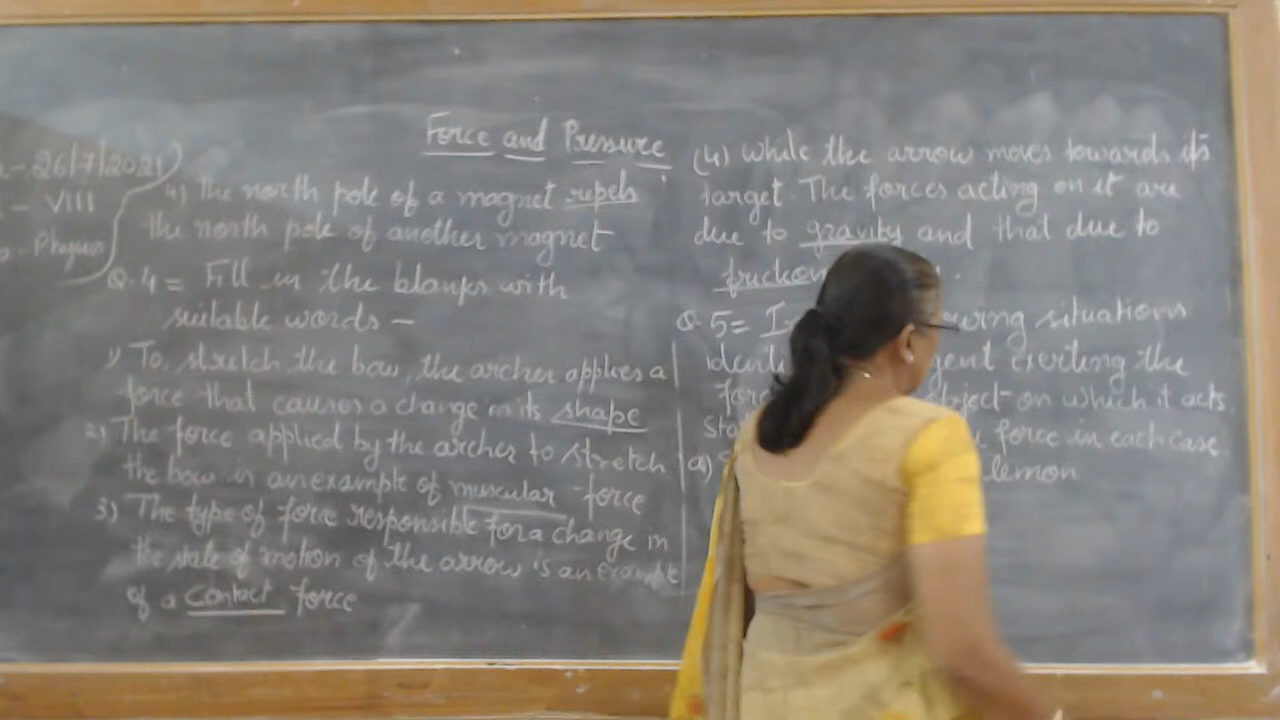 Force and Pressure
26/7/2021
VIII
4) The north pole of a magnet repels
the north pole of another magnet
Q.4 = Fill in the blanks with
suitable words -
1) To stretch the bow, the archer applies a
force that causes a change in its shape
2) The force applied by the archer to stretch
the bow is an example of muscular force
3) The type of force responsible for a change in
the state of motion of the arrow is an example
of a contact force
(4) While the arrow moves towards its
target. The forces acting on it are
due to gravity and that due to
friction .
Q.5 = situations
exerting the
on which it acts.
force in each case
a) lemon